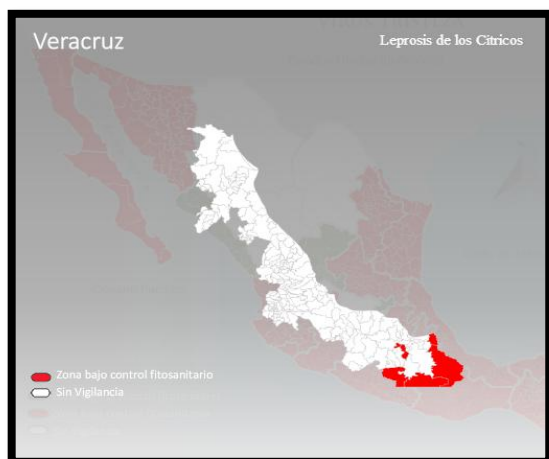 Veracruz
Leprosis de los Cítricos
Zona bajo control fitosanitario
Sin Vigilancia